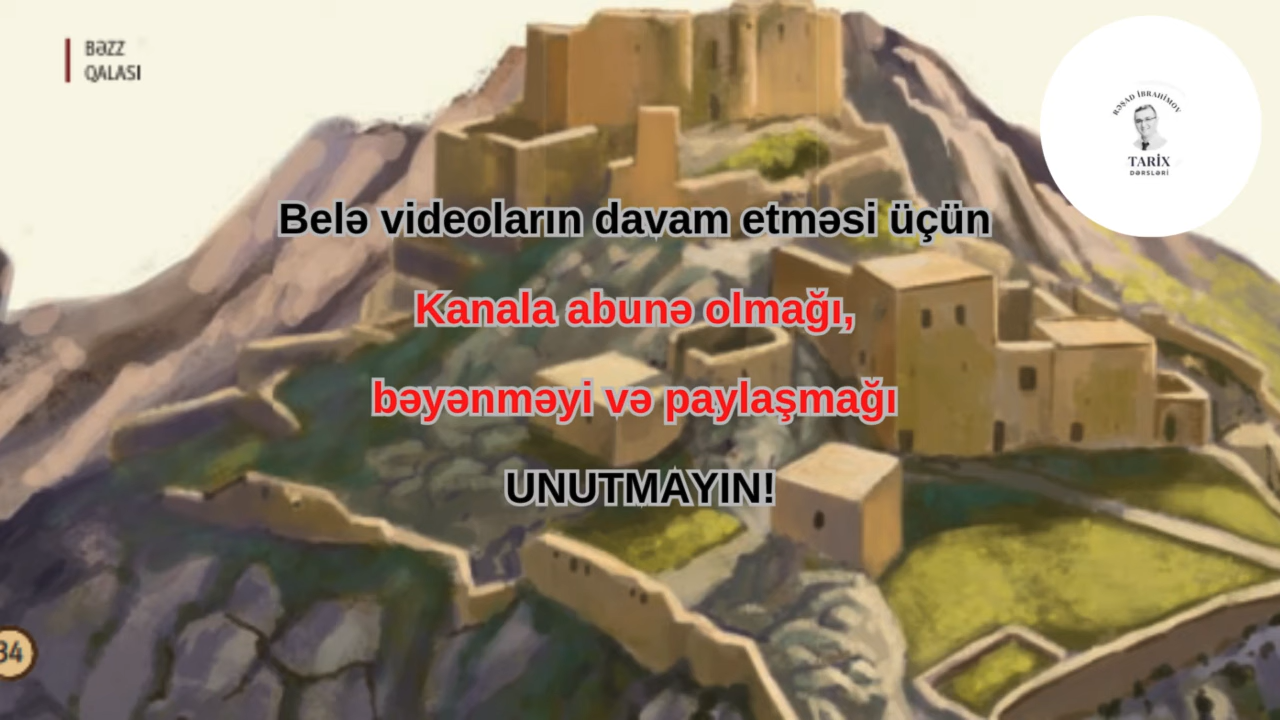 BƏZZ
QALASI
RƏŞAD İBRAHİMOV
TARİX
DƏRSLƏRİ
Belə videoların davam etməsi üçün
Kanala abunə olmağı,
bəyənməyi və paylaşmağı
UNUTMAYIN!
34